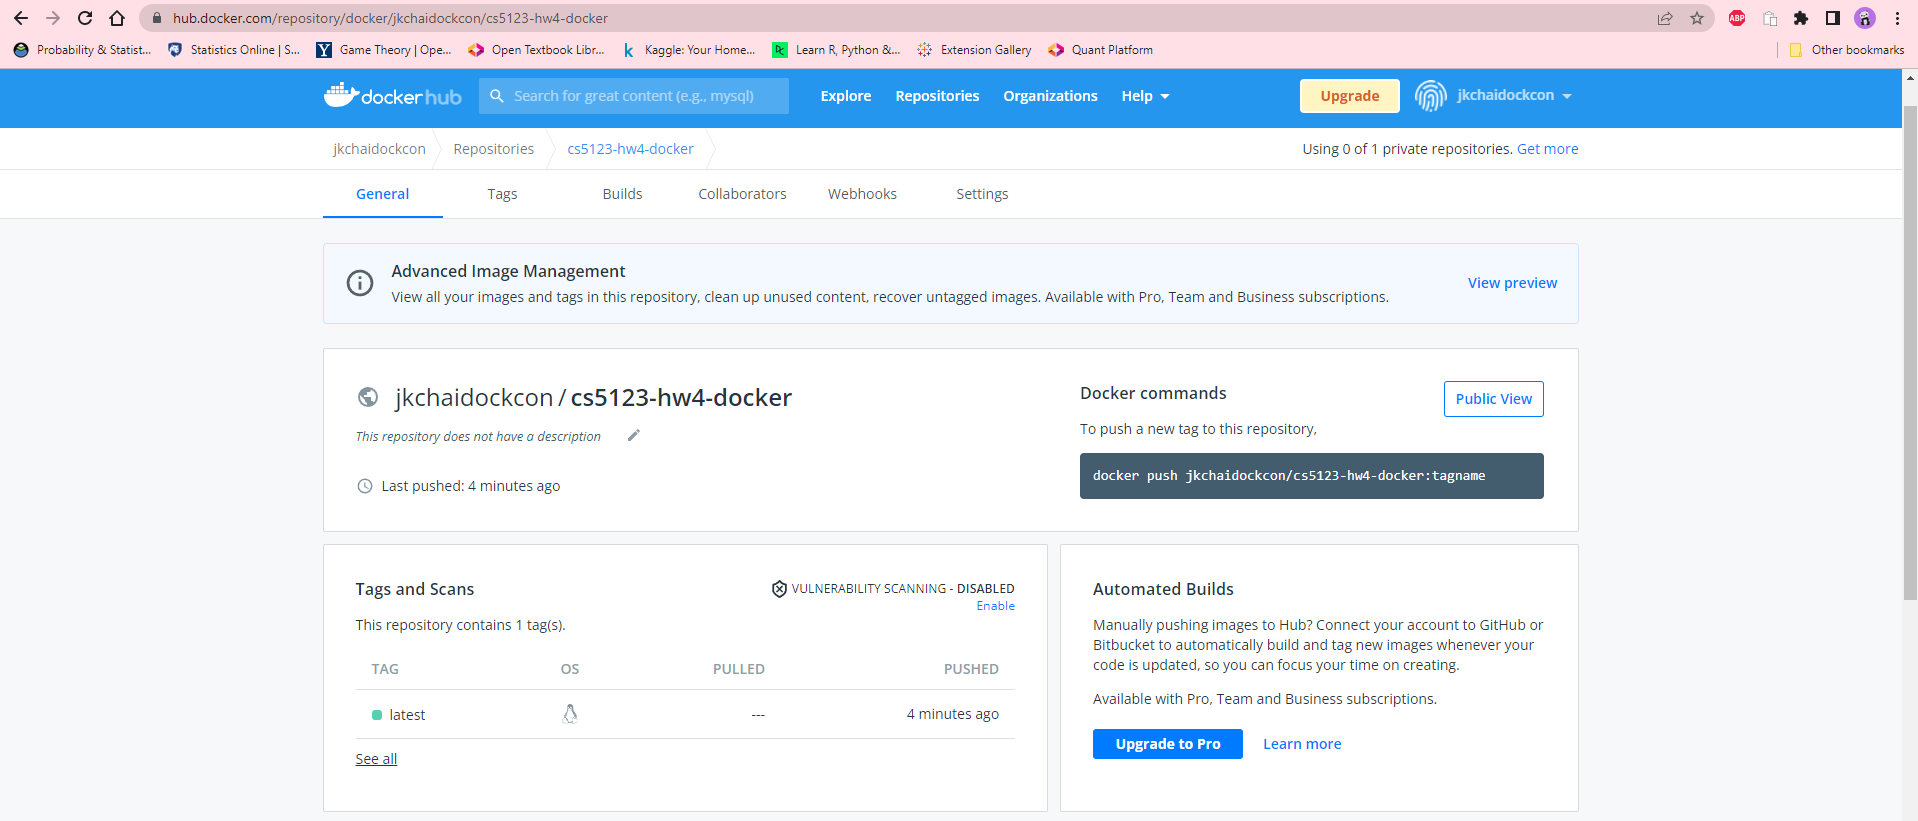 hub.docker.com/repository/docker/jkchaidockcon/cs5123-hw4-docker
ABP
Probability & Statist...
Statistics Online | S...
Y
Game Theory | Ope...
Open Textbook Libr...
k
Kaggle: Your Home...
Learn R, Python &...
Extension Gallery
Quant Platform
Other bookmarks
dockerhub
Search for great content (e.g., mysql)
Explore
Repositories
Organizations
Help
Upgrade
jkchaidockcon
jkchaidockcon
Repositories
cs5123-hw4-docker
Using 0 of 1 private repositories. Get more
General
Tags
Builds
Collaborators
Webhooks
Settings
Advanced Image Management
View all your images and tags in this repository, clean up unused content, recover untagged images. Available with Pro, Team and Business subscriptions.
View preview
jkchaidockcon / cs5123-hw4-docker
This repository does not have a description
Last pushed: 4 minutes ago
Docker commands
Public View
To push a new tag to this repository,
docker push jkchaidockcon/cs5123-hw4-docker:tagname
Tags and Scans
VULNERABILITY SCANNING - DISABLED
Enable
This repository contains 1 tag(s).
TAG OS PULLED PUSHED
latest --- 4 minutes ago
See all
Automated Builds
Manually pushing images to Hub? Connect your account to GitHub or
Bitbucket to automatically build and tag new images whenever your
code is updated, so you can focus your time on creating.
Available with Pro, Team and Business subscriptions.
Upgrade to Pro
Learn more